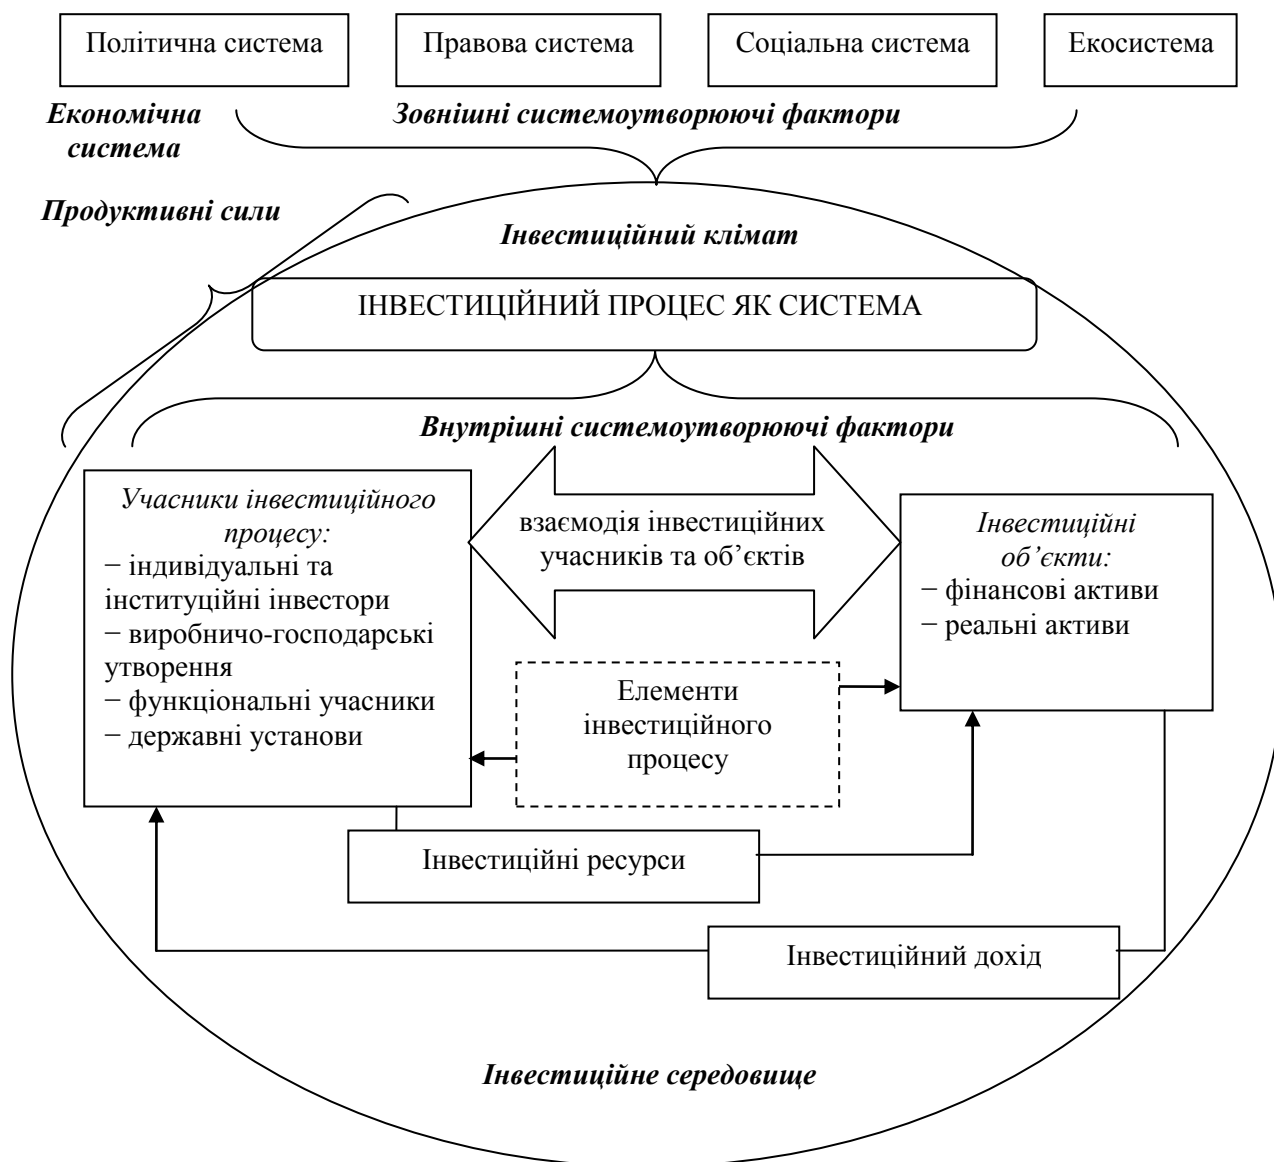 Політична система
Правова система
Соціальна система
Екосистема
Економічна
система
Зовнішні системоутворюючі фактори
Продуктивні сили
Інвестиційний клімат
ІНВЕСТИЦІЙНИЙ ПРОЦЕС ЯК СИСТЕМА
Внутрішні системоутворюючі фактори
Учасники інвестиційного
процесу:
− індивідуальні та
інституційні інвестори
− виробничо-господарські
утворення
− функціональні учасники
− державні установи
взаємодія інвестиційних
учасників та об’єктів
Інвестиційні
об’єкти:
− фінансові активи
− реальні активи
Елементи
інвестиційного
процесу
Інвестиційні ресурси
Інвестиційний дохід
Інвестиційне середовище